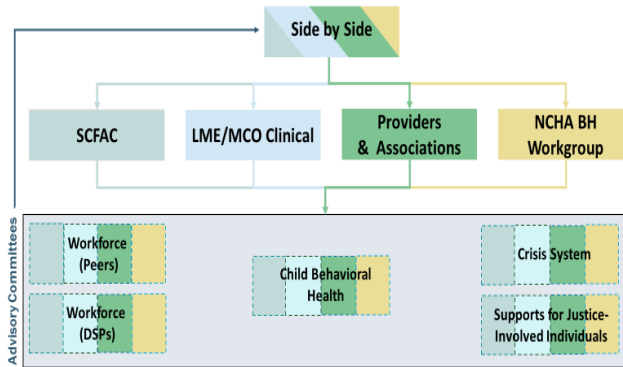 Side by Side
SCFAC
LME/MCO Clinical
Providers
& Associations
NCHA BH
Workgroup
Advisory Committees
Workforce
(Peers)
Workforce
(DSPs)
Child Behavioral
Health
Crisis System
Supports for Justice-
Involved Individuals